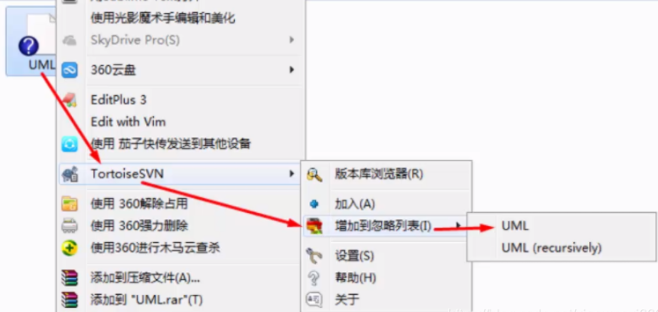 使用光影魔术手编辑和美化
SkyDrive Pro(S)
UML
360云盘
EditPlus 3
Edit with Vim
使用 茄子快传发送到其他设备
TortoiseSVN
版本库浏览器(R)
使用 360解除占用
加入(A)
使用 360强力删除
增加到忽略列表(I)
UML
使用360进行木马云查杀
UML (recursively)
设置(S)
添加到压缩文件(A)...
帮助(H)
添加到 "UML.rar"(T)
关于